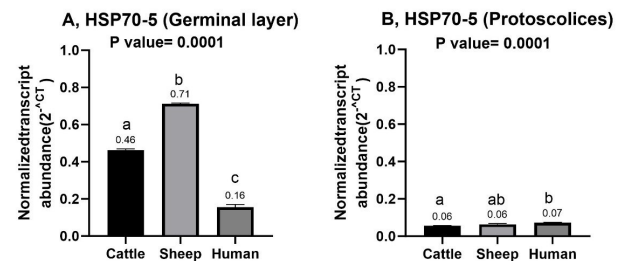 A, HSP70-5 (Germinal layer)
P value= 0.0001
Normalizedtranscript
abundance(2-^CT )
1.0
0.8
0.6
0.4
0.2
0.0
a
0.46
b
0.71
c
0.16
Cattle Sheep Human
B, HSP70-5 (Protoscolices)
P value= 0.0001
Normalizedtranscript
abundance(2-^CT )
1.0
0.8
0.6
0.4
0.2
0.0
a
0.06
ab
0.06
b
0.07
Cattle Sheep Human